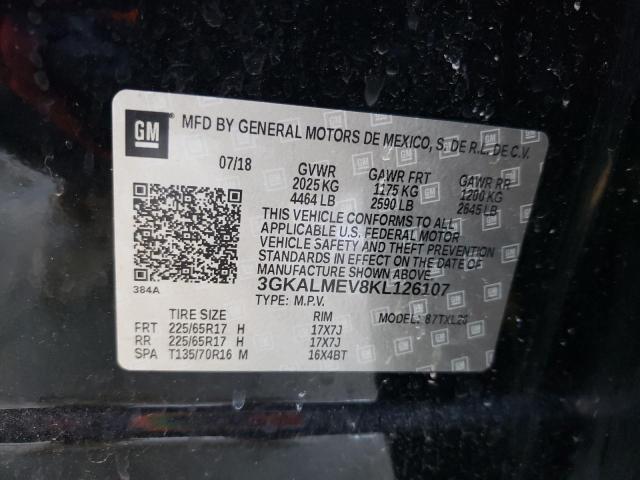 GM
MFD BY GENERAL MOTORS DE MEXICO, S. DE R.L. DE C.V.
07/18 GVWR GAWR FRT GAWR RR
2025 KG 1175 KG 1200 KG
4464 LB 2590 LB 2645 LB
THIS VEHICLE CONFORMS TO ALL
APPLICABLE U.S. FEDERAL MOTOR
VEHICLE SAFETY AND THEFT PREVENTION
STANDARDS IN EFFECT ON THE DATE OF
MANUFACTURE SHOWN ABOVE.
384A 3GKALMEV8KL126107
TYPE: M.P.V. MODEL: 87TXL26
TIRE SIZE RIM
FRT 225/65R17 H 17X7J
RR 225/65R17 H 17X7J
SPA T135/70R16 M 16X4BT